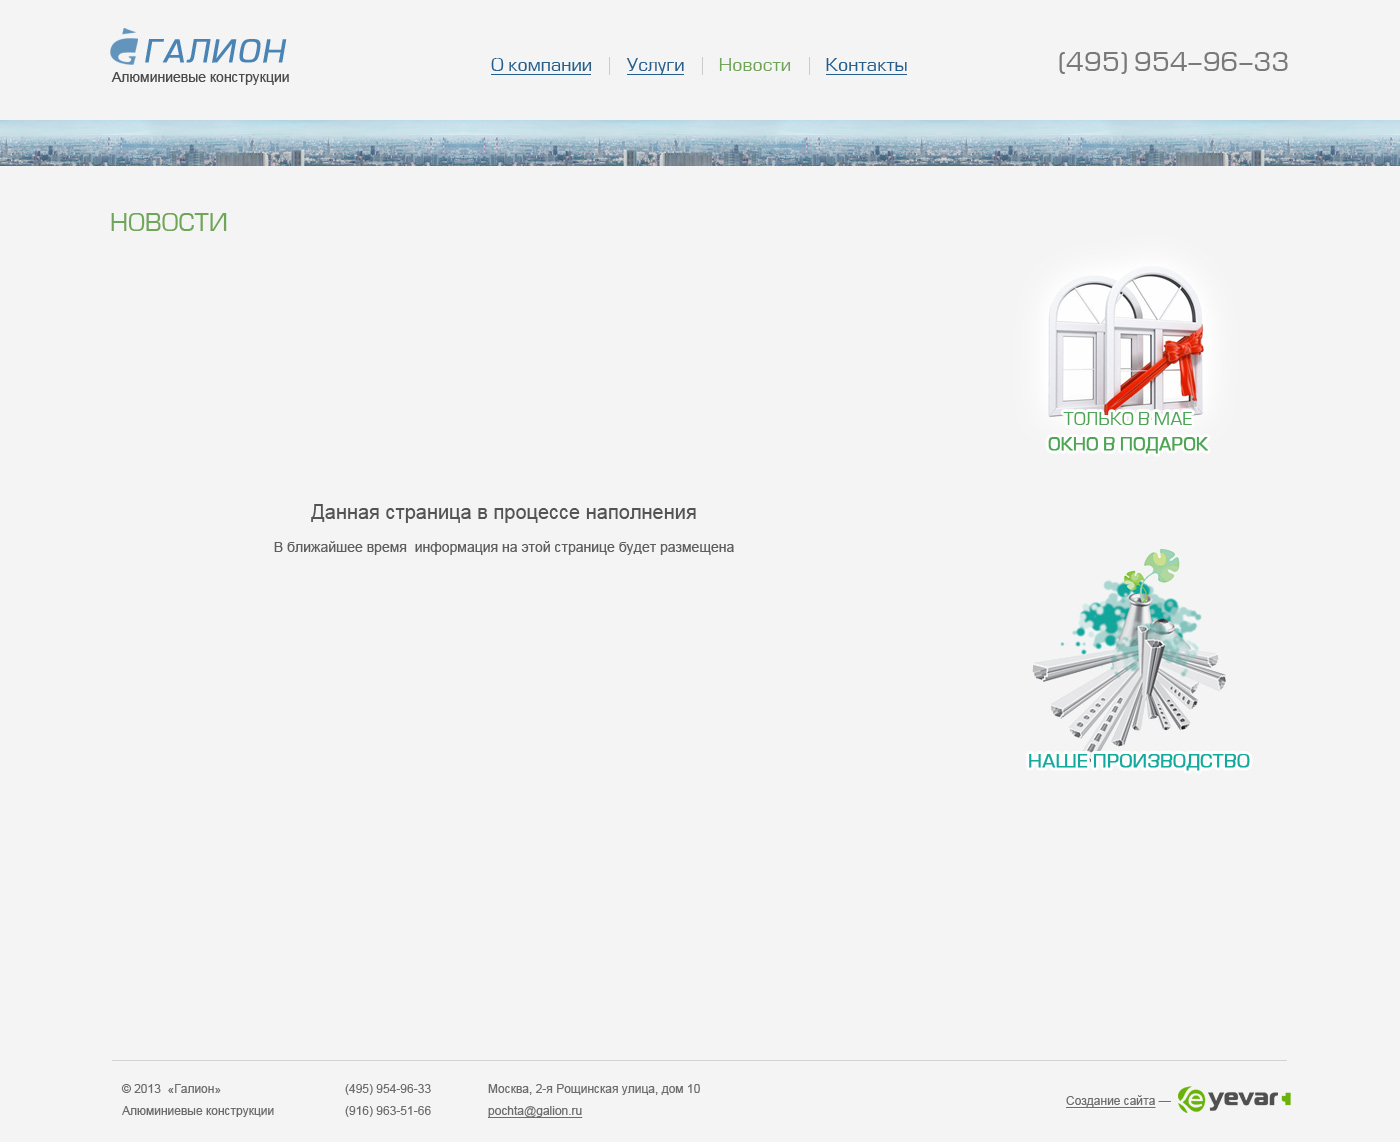 ГАЛИОН
Алюминиевые конструкции
О компании
Услуги
Новости
Контакты
(495) 954–96–33
НОВОСТИ
ТОЛЬКО В МАЕ
ОКНО В ПОДАРОК
Данная страница в процессе наполнения
В ближайшее время информация на этой странице будет размещена
НАШЕ ПРОИЗВОДСТВО
© 2013 «Галион»
Алюминиевые конструкции
(495) 954-96-33
(916) 963-51-66
Москва, 2-я Рощинская улица, дом 10
pochta@galion.ru
Создание сайта —
yevar